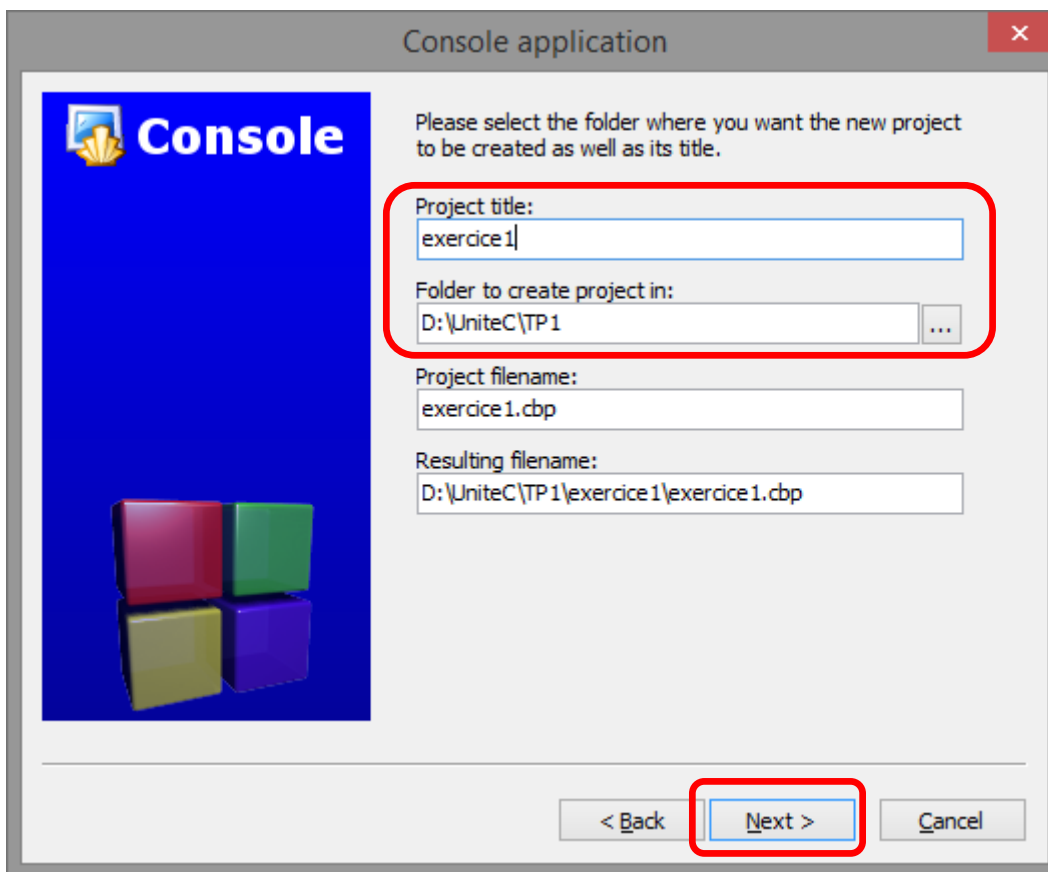 Console application
Console
Please select the folder where you want the new project
to be created as well as its title.
Project title:
exercice1
Folder to create project in:
D:\UniteC\TP1
...
Project filename:
exercice1.cbp
Resulting filename:
D:\UniteC\TP1\exercice1\exercice1.cbp
< Back
Next >
Cancel